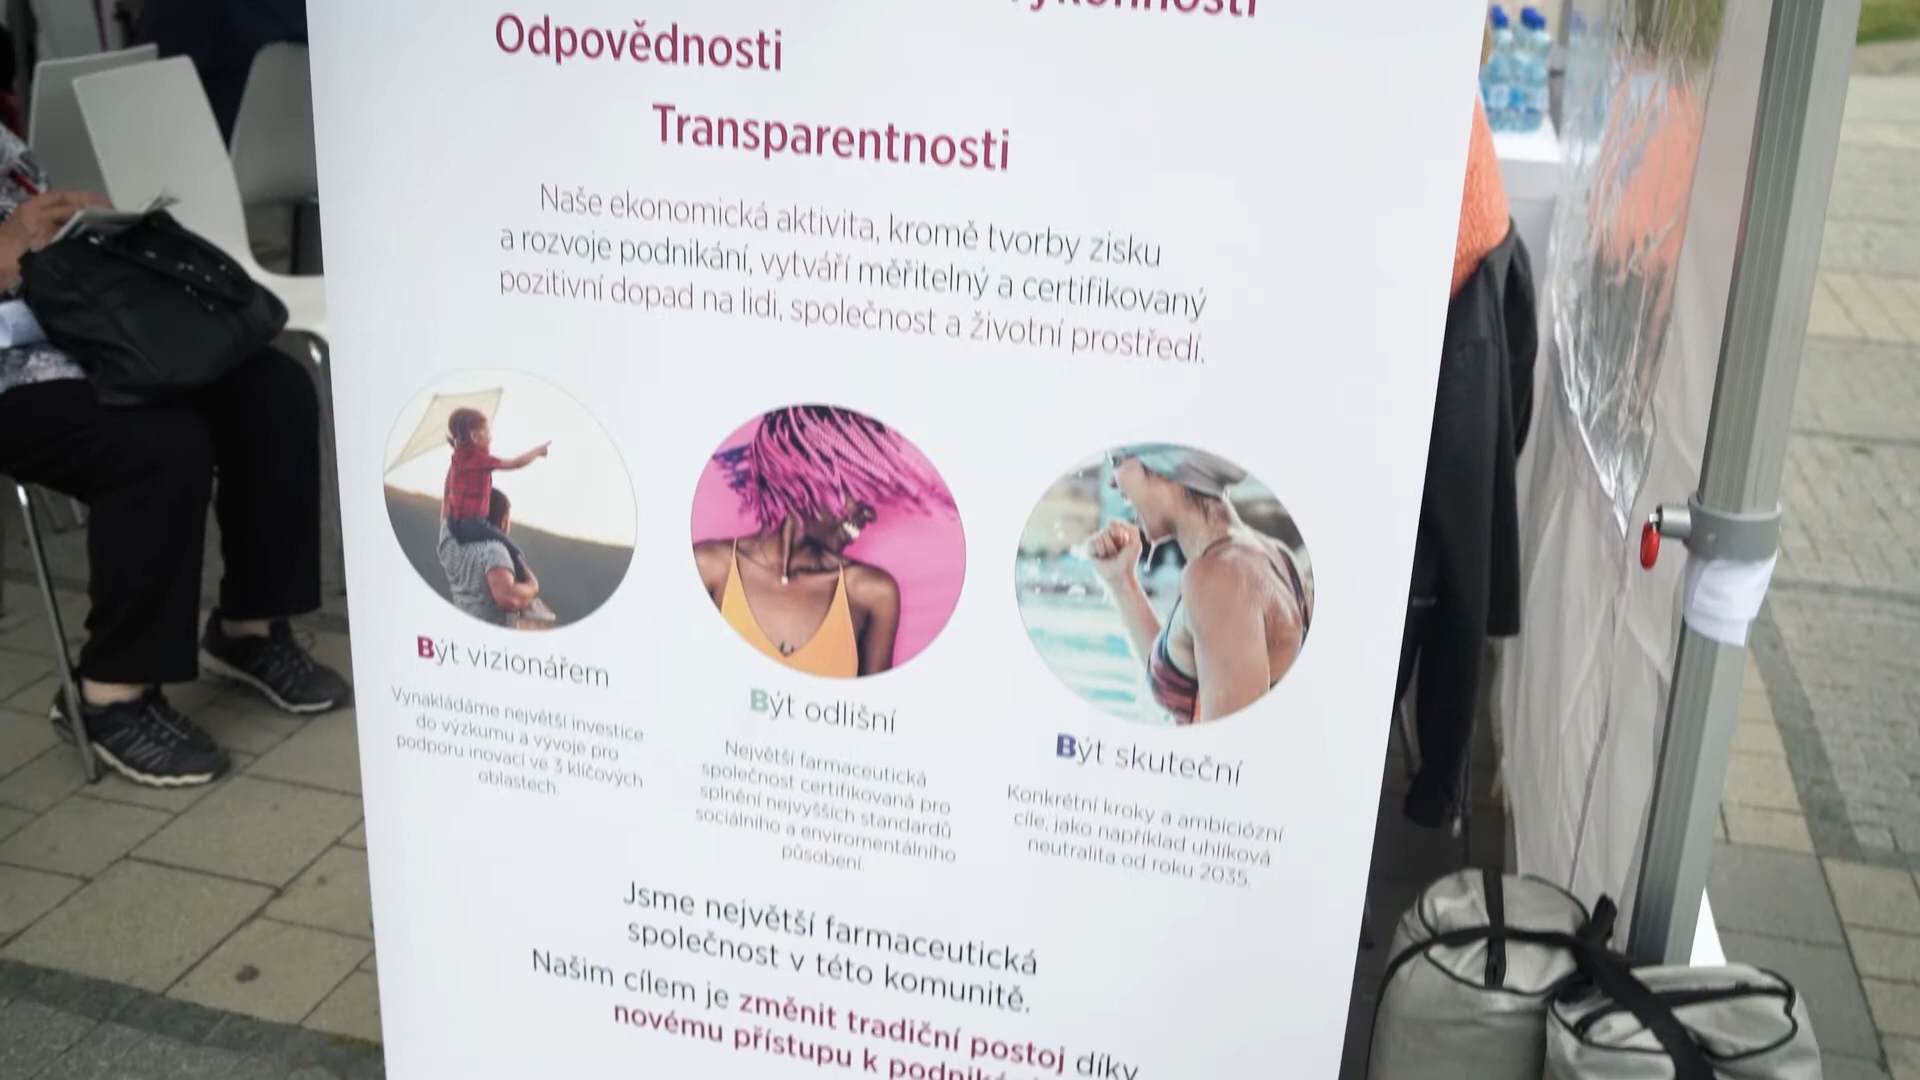 Odpovědnosti
Transparentnosti
Naše ekonomická aktivita, kromě tvorby zisku
a rozvoje podnikání, vytváří měřitelný a certifikovaný
pozitivní dopad na lidi, společnost a životní prostředí.
Být vizionářem
Vynakládáme největší investice
do výzkumu a vývoje pro
podporu inovací ve 3 klíčových
oblastech.
Být odlišní
Největší farmaceutická
společnost certifikovaná pro
splnění nejvyšších standardů
sociálního a enviromentálního
působení.
Být skuteční
Konkrétní kroky a ambiciózní
cíle, jako například uhlíková
neutralita od roku 2035.
Jsme největší farmaceutická
společnost v této komunitě.
Našim cílem je změnit tradiční postoj díky
novému přístupu k